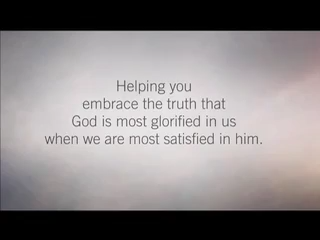 Helping you
embrace the truth that
God is most glorified in us
when we are most satisfied in him.